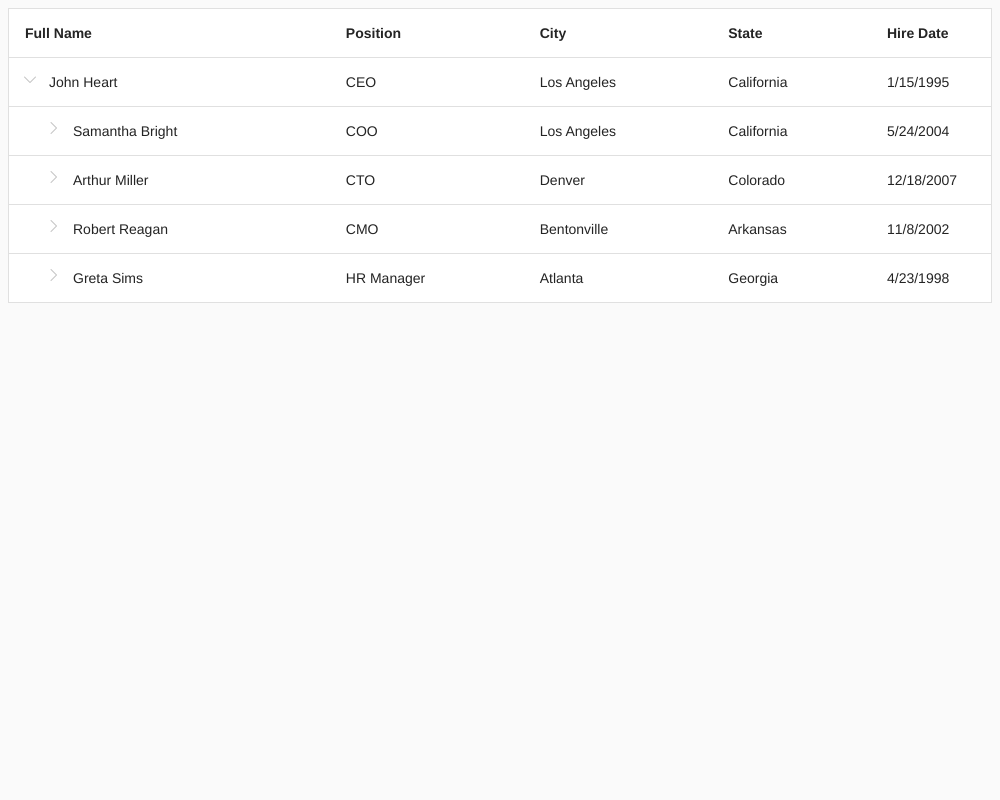 Full Name Position City State Hire Date
John Heart CEO Los Angeles California 1/15/1995
Samantha Bright COO Los Angeles California 5/24/2004
Arthur Miller CTO Denver Colorado 12/18/2007
Robert Reagan CMO Bentonville Arkansas 11/8/2002
Greta Sims HR Manager Atlanta Georgia 4/23/1998